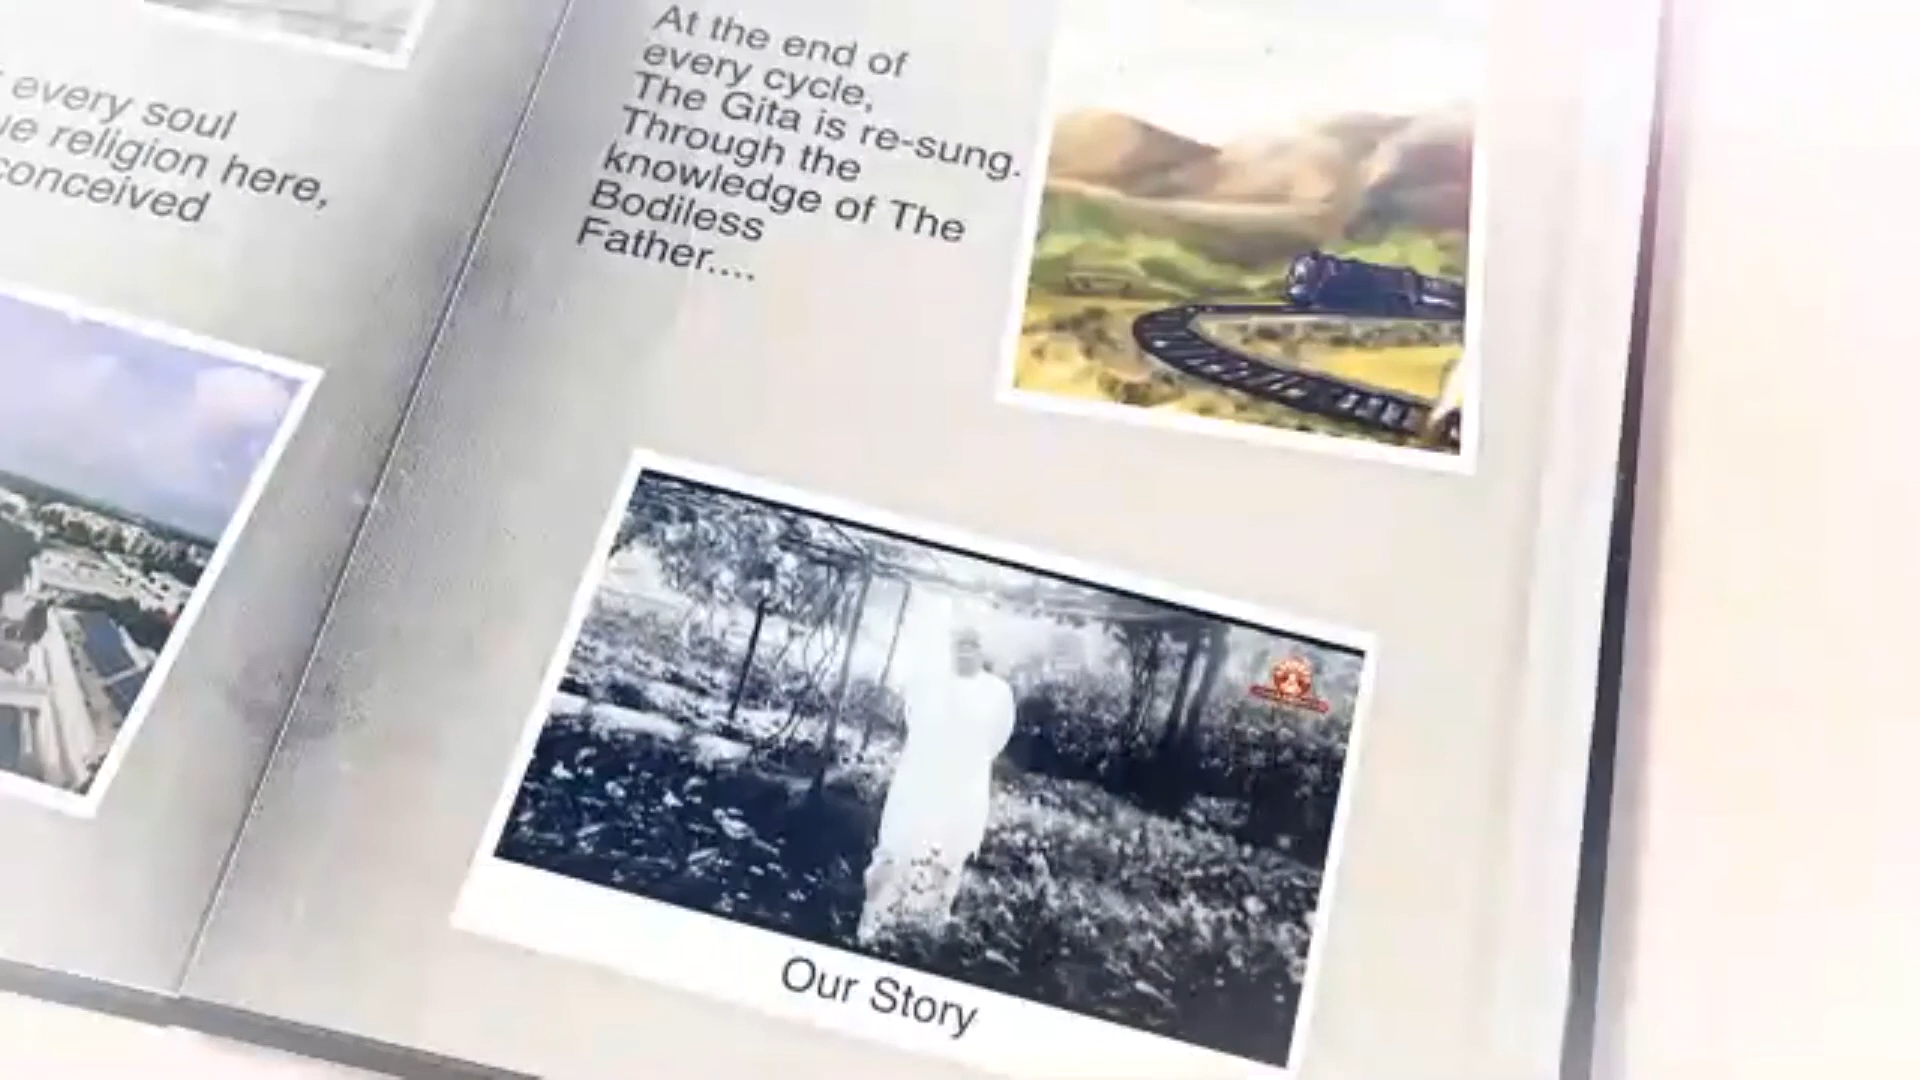 every soul
religion here,
conceived
At the end of
every cycle,
The Gita is re-sung.
Through the
knowledge of The
Bodiless
Father....
Our Story